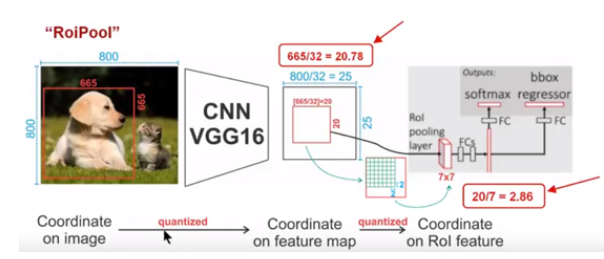 "RoiPool"
800
665
665
800
CNN
VGG16
665/32 = 20.78
800/32 = 25
[665/32]=20
20
25
Outputs:
softmax
bbox
regressor
FC
FC
RoI
pooling
layer
FCs
7x7
2
2
20/7 = 2.86
Coordinate
on image
quantized
Coordinate
on feature map
quantized
Coordinate
on RoI feature